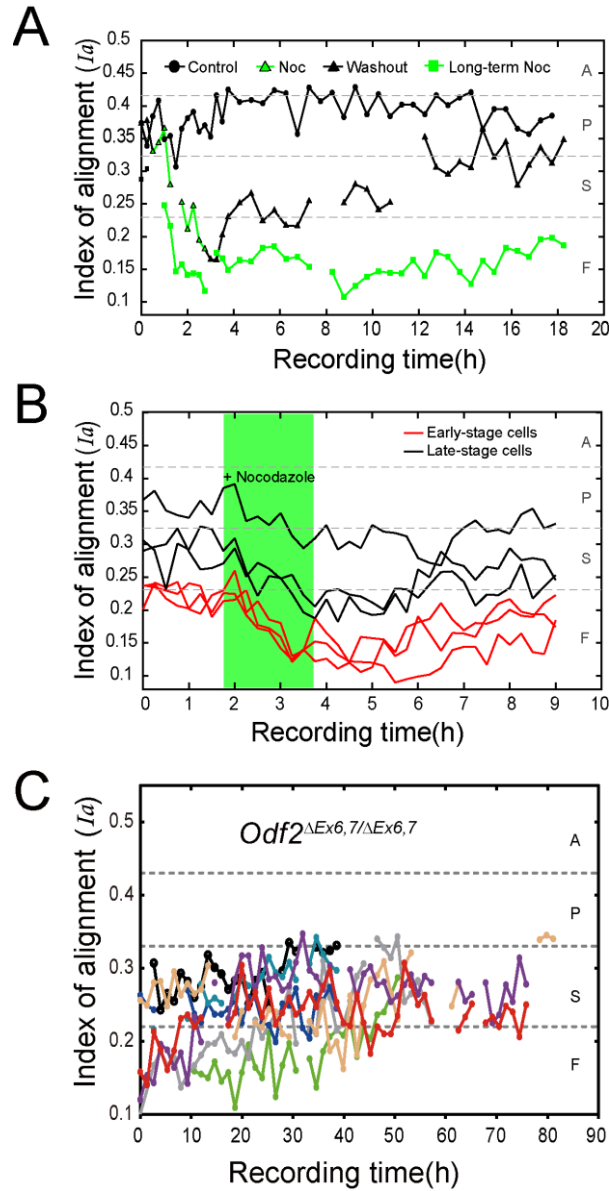 A
Index of alignment (Ia)
0.5
0.45
0.4
0.35
0.3
0.25
0.2
0.15
0.1
Control Noc Washout Long-term Noc
A
P
S
F
0 2 4 6 8 10 12 14 16 18 20
Recording time(h)
B
Index of alignment (Ia)
0.5
0.45
0.4
0.35
0.3
0.25
0.2
0.15
0.1
+ Nocodazole
Early-stage cells
Late-stage cells
A
P
S
F
0 1 2 3 4 5 6 7 8 9 10
Recording time(h)
C
Index of alignment (Ia)
0.5
0.4
0.3
0.2
0.1
Odf2ΔEx6,7/ΔEx6,7
A
P
S
F
0 10 20 30 40 50 60 70 80 90
Recording time(h)